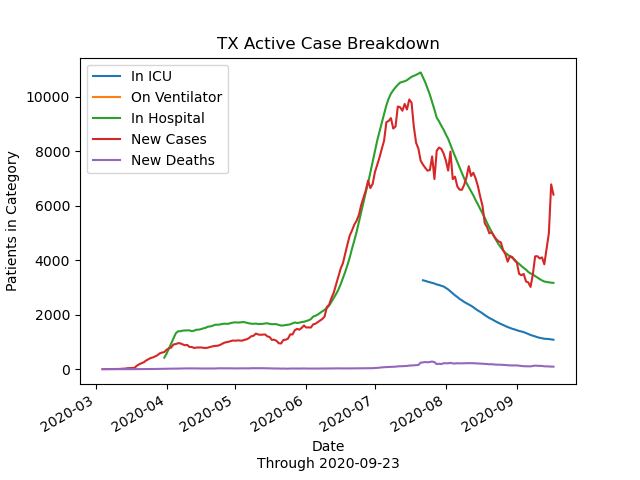 TX Active Case Breakdown
In ICU
On Ventilator
In Hospital
New Cases
New Deaths
Patients in Category
10000
8000
6000
4000
2000
0
2020-03
2020-04
2020-05
2020-06
2020-07
2020-08
2020-09
Date
Through 2020-09-23